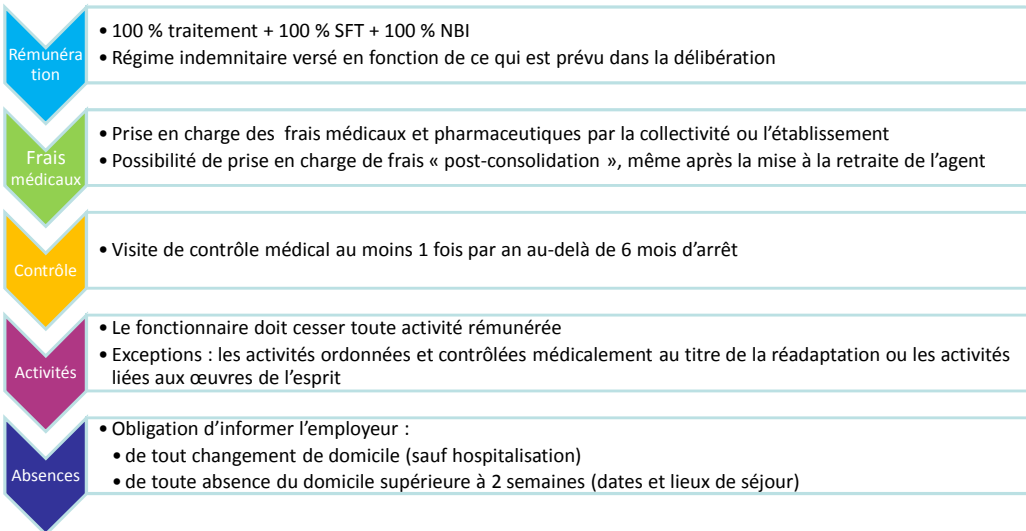 Rémunéra
tion
• 100 % traitement + 100 % SFT + 100 % NBI
• Régime indemnitaire versé en fonction de ce qui est prévu dans la délibération
Frais
médicaux
• Prise en charge des frais médicaux et pharmaceutiques par la collectivité ou l’établissement
• Possibilité de prise en charge de frais « post-consolidation », même après la mise à la retraite de l’agent
Contrôle
• Visite de contrôle médical au moins 1 fois par an au-delà de 6 mois d’arrêt
Activités
• Le fonctionnaire doit cesser toute activité rémunérée
• Exceptions : les activités ordonnées et contrôlées médicalement au titre de la réadaptation ou les activités
liées aux œuvres de l’esprit
Absences
• Obligation d’informer l’employeur :
• de tout changement de domicile (sauf hospitalisation)
• de toute absence du domicile supérieure à 2 semaines (dates et lieux de séjour)